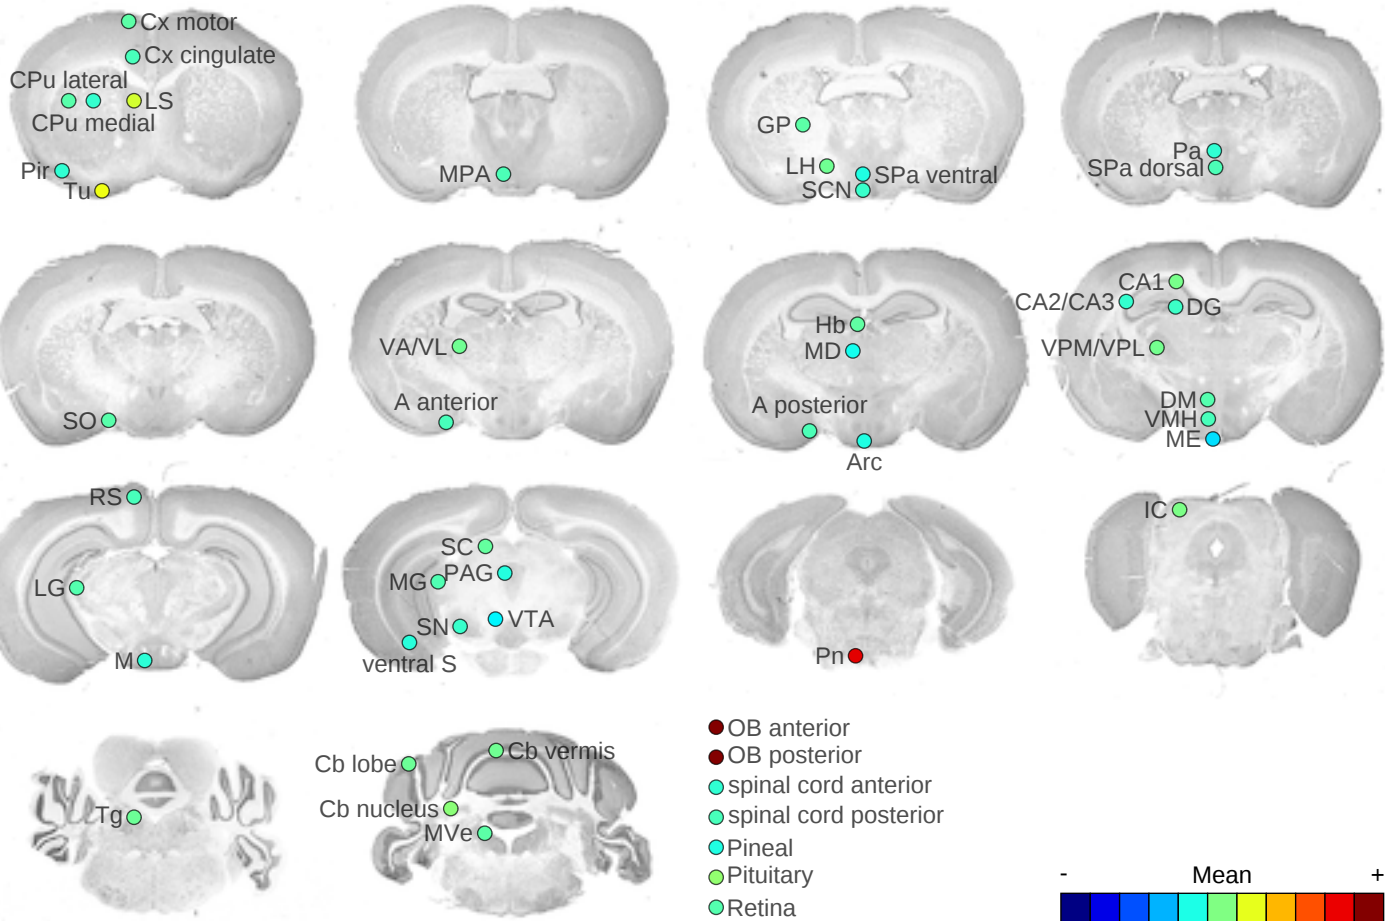 Cx motor
Cx cingulate
CPu lateral
LS
CPu medial
Pir
Tu
MPA
GP
LH
SPa ventral
SCN
Pa
SPa dorsal
SO
VA/VL
A anterior
Hb
MD
A posterior
Arc
CA1
CA2/CA3
DG
VPM/VPL
DM
VMH
ME
RS
LG
M
SC
PAG
MG
SN
VTA
ventral S
Pn
IC
Tg
Cb lobe
Cb vermis
Cb nucleus
MVe
OB anterior
OB posterior
spinal cord anterior
spinal cord posterior
Pineal
Pituitary
Retina
- Mean +